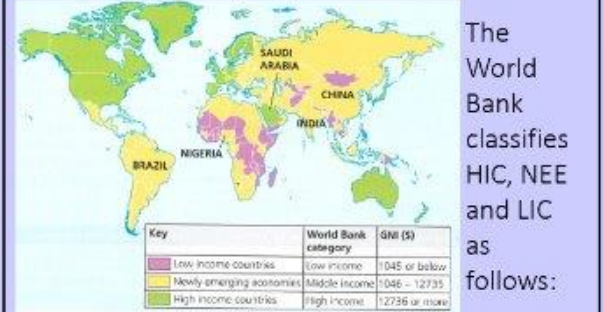 SAUDI
ARABIA
CHINA
INDIA
NIGERIA
BRAZIL
Key
World Bank
category
GNI ($)
Low income countries
Low income
1045 or below
Newly emerging economies
Middle income
1046 – 12735
High income countries
High income
12736 or more
The
World
Bank
classifies
HIC, NEE
and LIC
as
follows: